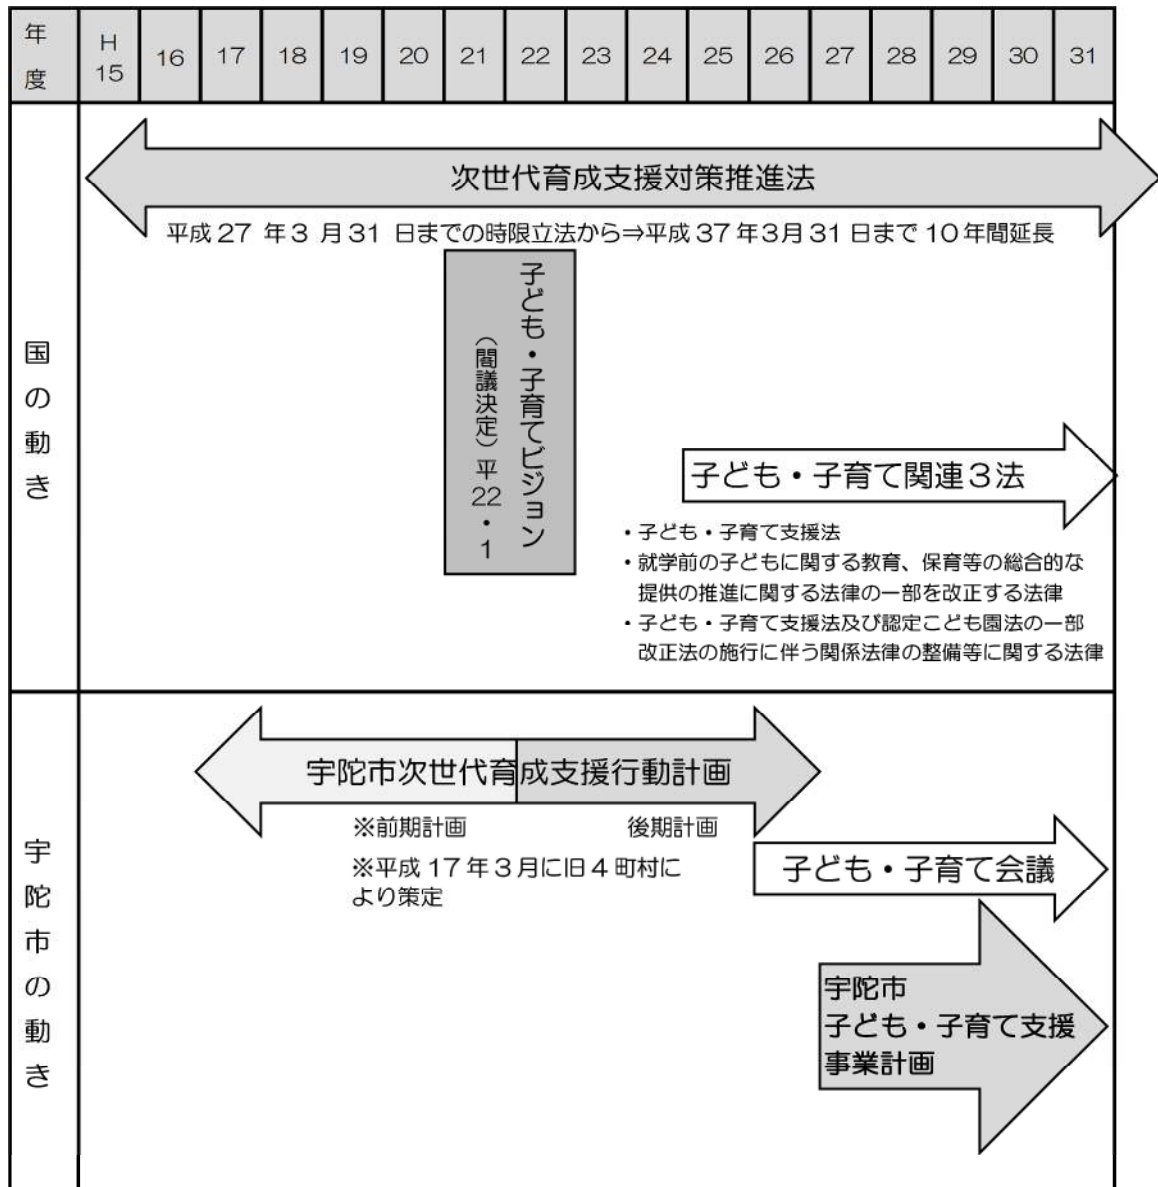 年度 H15 16 17 18 19 20 21 22 23 24 25 26 27 28 29 30 31
国の動き
次世代育成支援対策推進法
平成27 年3 月31 日までの時限立法から⇒平成37年3月31日まで10年間延長
子ども・子育てビジョン
（閣議決定）平22・1
子ども・子育て関連3法
・子ども・子育て支援法
・就学前の子どもに関する教育、保育等の総合的な
提供の推進に関する法律の一部を改正する法律
・子ども・子育て支援法及び認定こども園法の一部
改正法の施行に伴う関係法律の整備等に関する法律
宇陀市の動き
宇陀市次世代育成支援行動計画
※前期計画
後期計画
※平成17年3月に旧4町村に
より策定
子ども・子育て会議
宇陀市
子ども・子育て支援
事業計画